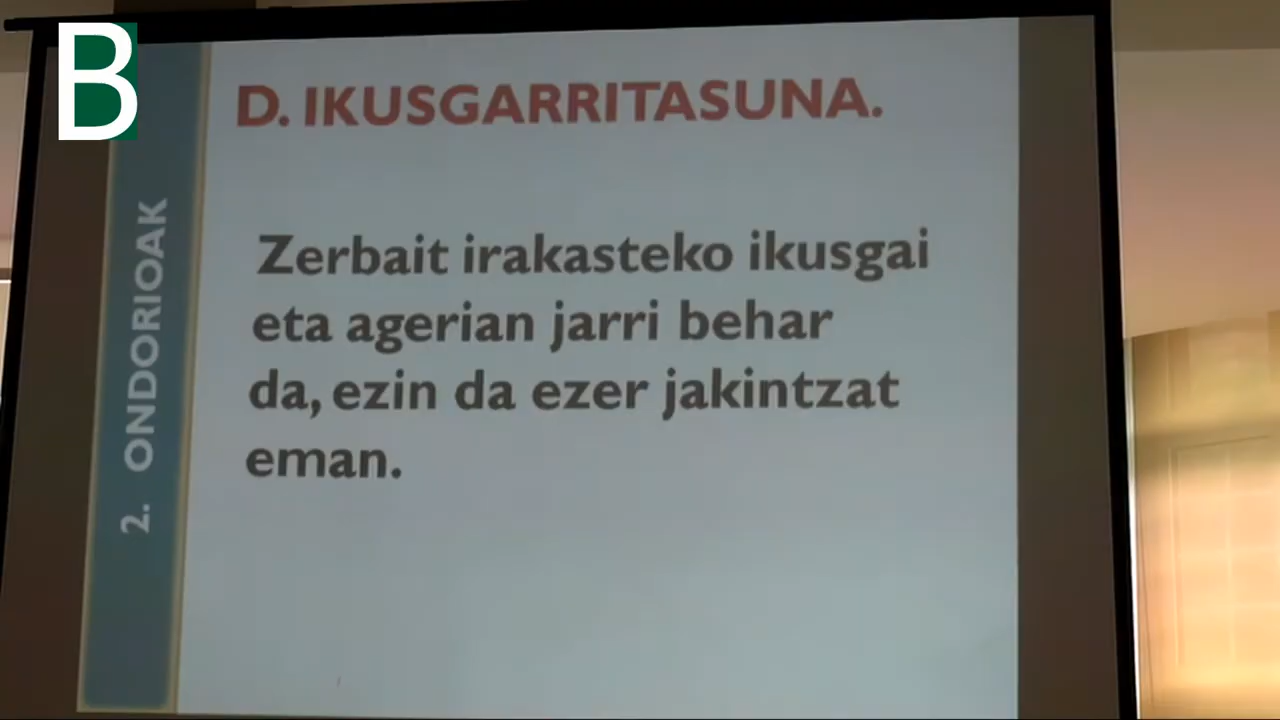 B
D. IKUSGARRITASUNA.
2. ONDORIOAK
Zerbait irakasteko ikusgai
eta agerian jarri behar
da, ezin da ezer jakintzat
eman.